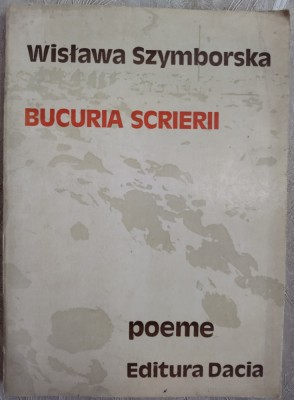 Wisława Szymborska
BUCURIA SCRIERII
poeme
Editura Dacia